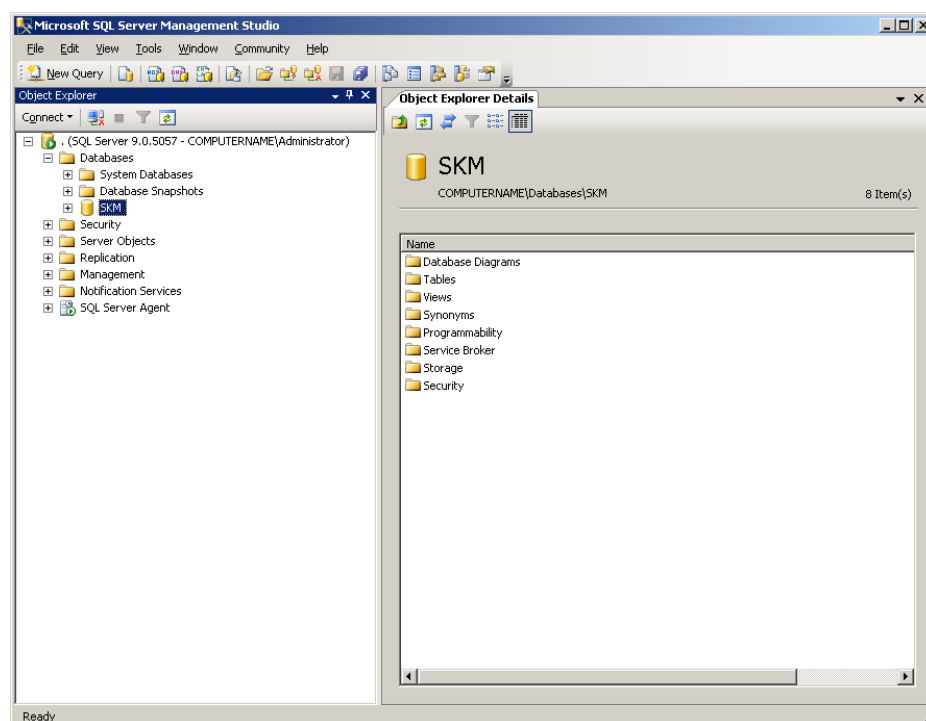 Microsoft SQL Server Management Studio
File Edit View Tools Window Community Help
New Query
Object Explorer
Connect
. (SQL Server 9.0.5057 - COMPUTERNAME\Administrator)
Databases
System Databases
Database Snapshots
SKM
Security
Server Objects
Replication
Management
Notification Services
SQL Server Agent
Object Explorer Details
SKM
COMPUTERNAME\Databases\SKM 8 Item(s)
Name
Database Diagrams
Tables
Views
Synonyms
Programmability
Service Broker
Storage
Security
Ready